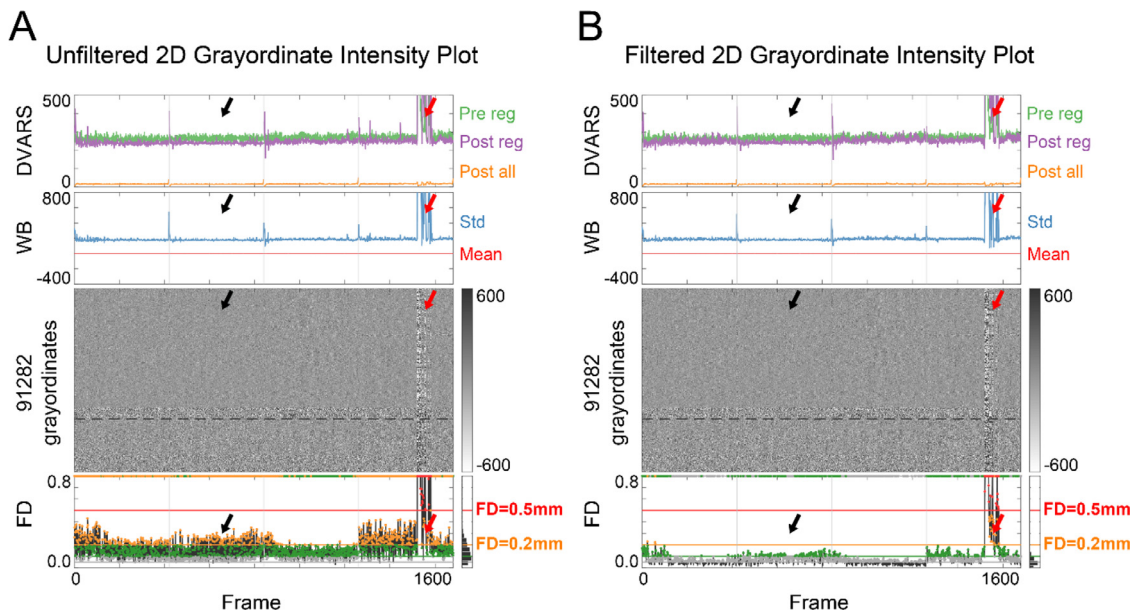 A
Unfiltered 2D Grayordinate Intensity Plot
DVARS
500
0
Pre reg
Post reg
Post all
WB
800
-400
Std
Mean
91282
grayordinates
600
-600
FD
0.8
0.0
FD=0.5mm
FD=0.2mm
0
1600
Frame
B
Filtered 2D Grayordinate Intensity Plot
DVARS
500
0
Pre reg
Post reg
Post all
WB
800
-400
Std
Mean
91282
grayordinates
600
-600
FD
0.8
0.0
FD=0.5mm
FD=0.2mm
0
1600
Frame